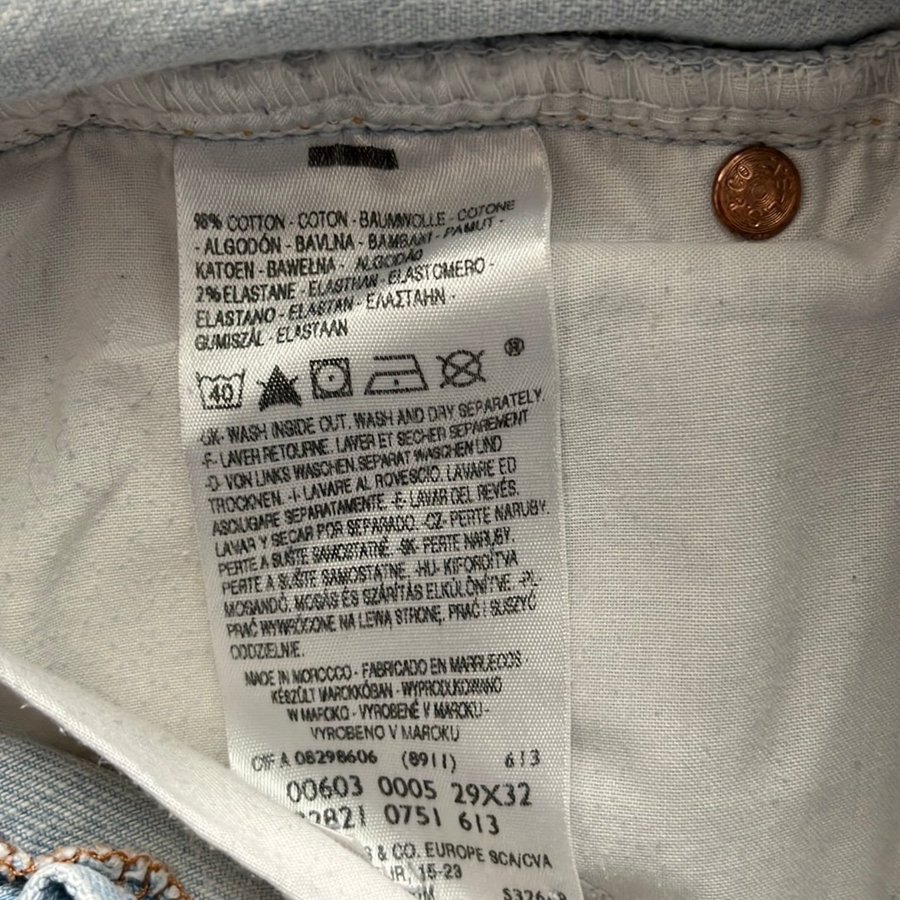 98% COTTON - COTON - BAUMWOLLE - COTONE
- ALGODÓN - BAVLNA - BAMBAKI - PAMUT -
KATOEN - BAWEŁNA - ALGODAO
2% ELASTANE - ELASTHAN - ELASTOMERO -
ELASTANO - ELASTAN - ΕΛΑΣΤΑΗΝ -
GUMISZÁL - ELASTAAN
40
®
-UK- WASH INSIDE OUT. WASH AND DRY SEPARATELY.
-F- LAVER RETOURNE. LAVER ET SECHER SEPAREMENT
-D- VON LINKS WASCHEN.SEPARAT WASCHEN UND
TROCKNEN. -I- LAVARE AL ROVESCIO. LAVARE ED
ASCIUGARE SEPARATAMENTE. -E- LAVAR DEL REVÉS.
LAVAR Y SECAR POR SEPARADO. -CZ- PERTE NARUBY.
PERTE A SUŠTE SAMOSTATNĚ. -SK- PERTE NARUBY.
PERTE A SUŠTE SAMOSTATNE. -HU- KIFORDÍTVA
MOSANDÓ. MOSÁS ÉS SZÁRÍTÁS ELKÜLÖNÍTVE -PL-
PRAĆ WYWRÓCONE NA LEWĄ STRONĘ. PRAĆ I SUSZYĆ
ODDZIELNIE.
MADE IN MOROCCO - FABRICADO EN MARRUECOS
KÉSZÜLT MAROKKÓBAN - WYPRODUKOWANO
W MAROKO - VYROBENÉ V MAROKU -
VYROBENO V MAROKU
A 08298606 (8911) 613
00603 0005 29X32
0751 613
& CO. EUROPE SCA/CVA
15-23